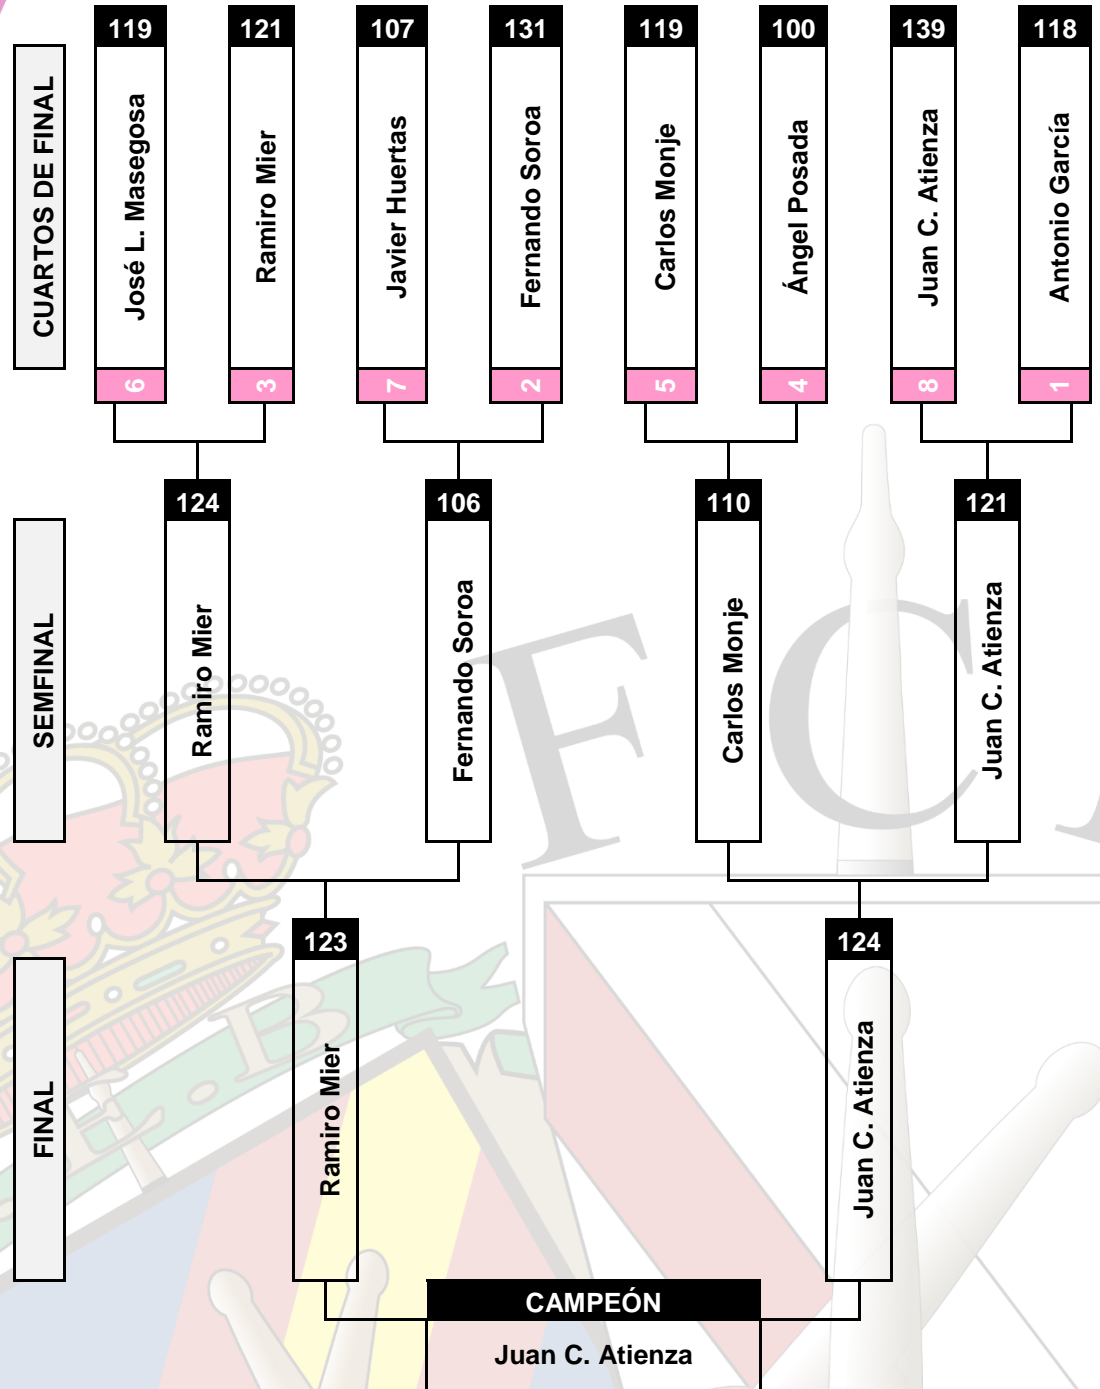 119 121 107 131 119 100 139 118
CUARTOS DE FINAL
José L. Masegosa
Ramiro Mier
Javier Huertas
Fernando Soroa
Carlos Monje
Ángel Posada
Juan C. Atienza
Antonio García
6 3 7 2 5 4 8 1
124 106 110 121
SEMFINAL
Ramiro Mier
Fernando Soroa
Carlos Monje
Juan C. Atienza
F C
123 124
B
FINAL
Ramiro Mier
Juan C. Atienza
CAMPEÓN
Juan C. Atienza